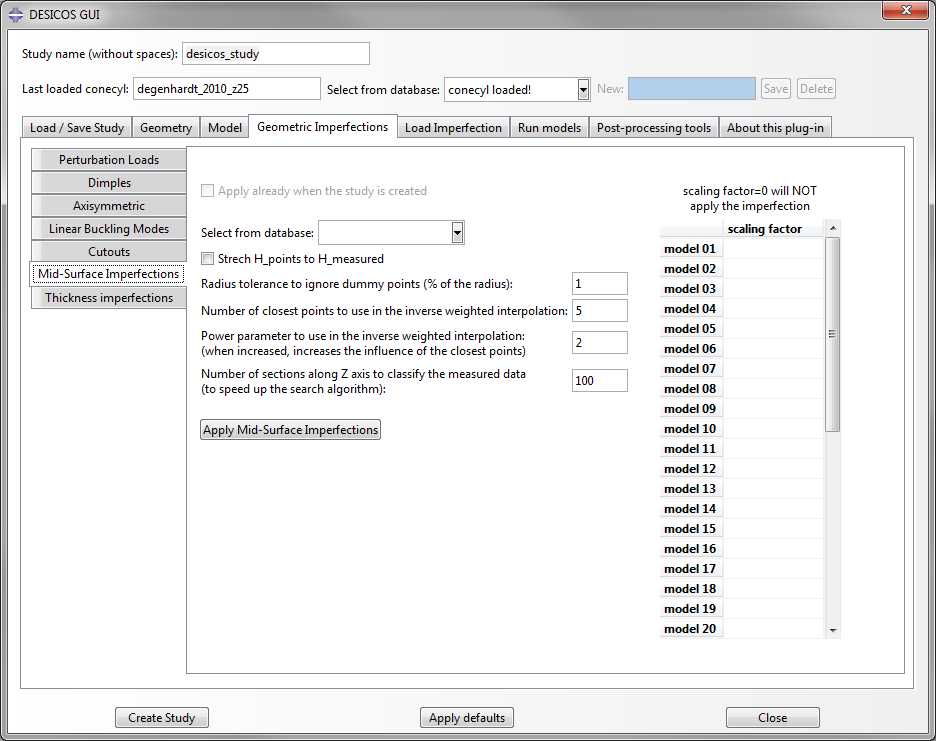 DESICOS GUI
Study name (without spaces): desicos_study
Last loaded conecyl: degenhardt_2010_z25 Select from database: conecyl loaded! New: Save Delete
Load / Save Study Geometry Model Geometric Imperfections Load Imperfection Run models Post-processing tools About this plug-in
Perturbation Loads
Dimples
Axisymmetric
Linear Buckling Modes
Cutouts
Mid-Surface Imperfections
Thickness imperfections
Apply already when the study is created
Select from database:
Strech H_points to H_measured
Radius tolerance to ignore dummy points (% of the radius): 1
Number of closest points to use in the inverse weighted interpolation: 5
Power parameter to use in the inverse weighted interpolation:
(when increased, increases the influence of the closest points) 2
Number of sections along Z axis to classify the measured data
(to speed up the search algorithm): 100
Apply Mid-Surface Imperfections
scaling factor=0 will NOT
apply the imperfection
scaling factor
model 01
model 02
model 03
model 04
model 05
model 06
model 07
model 08
model 09
model 10
model 11
model 12
model 13
model 14
model 15
model 16
model 17
model 18
model 19
model 20
Create Study Apply defaults Close